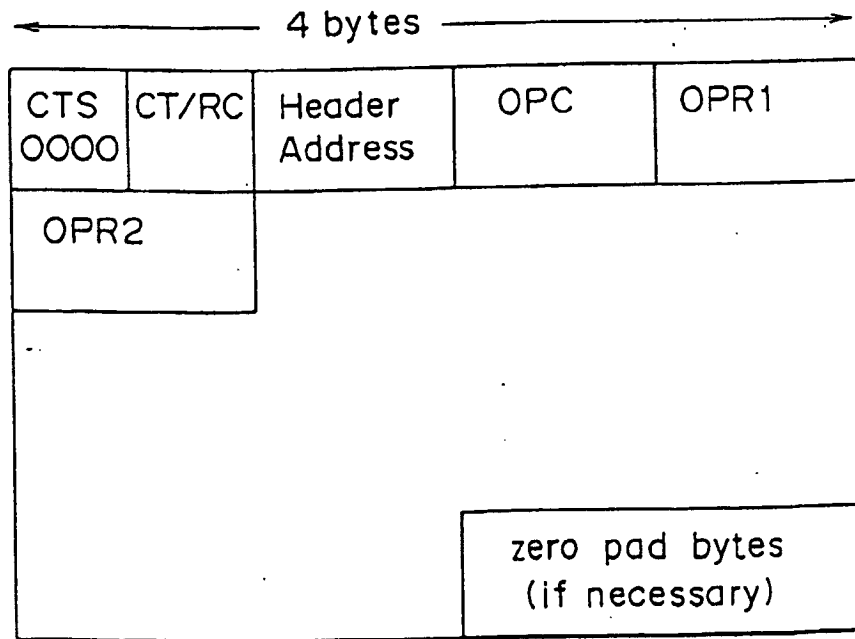 4 bytes
CTS
0000
CT/RC
Header
Address
OPC
OPR1
OPR2
zero pad bytes
(if necessary)